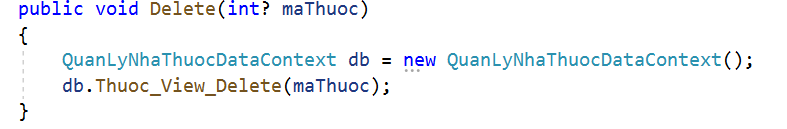 public void Delete(int? maThuoc)
{
QuanLyNhaThuocDataContext db = new QuanLyNhaThuocDataContext();
db.Thuoc_View_Delete(maThuoc);
}